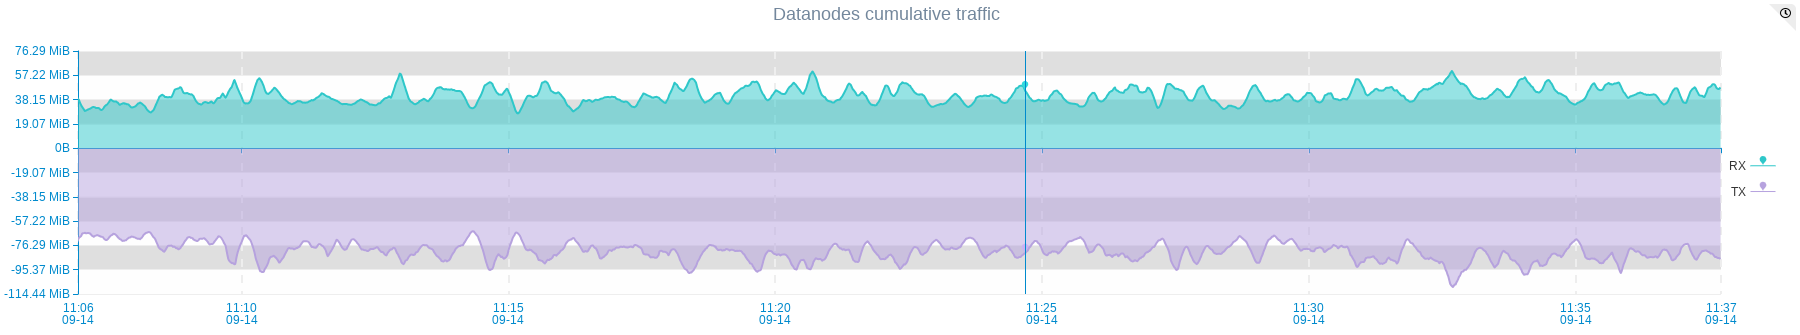 Datanodes cumulative traffic
76.29 MiB
57.22 MiB
38.15 MiB
19.07 MiB
0B
-19.07 MiB
-38.15 MiB
-57.22 MiB
-76.29 MiB
-95.37 MiB
-114.44 MiB
RX
TX
11:06 11:10 11:15 11:20 11:25 11:30 11:35 11:37
09-14 09-14 09-14 09-14 09-14 09-14 09-14 09-14